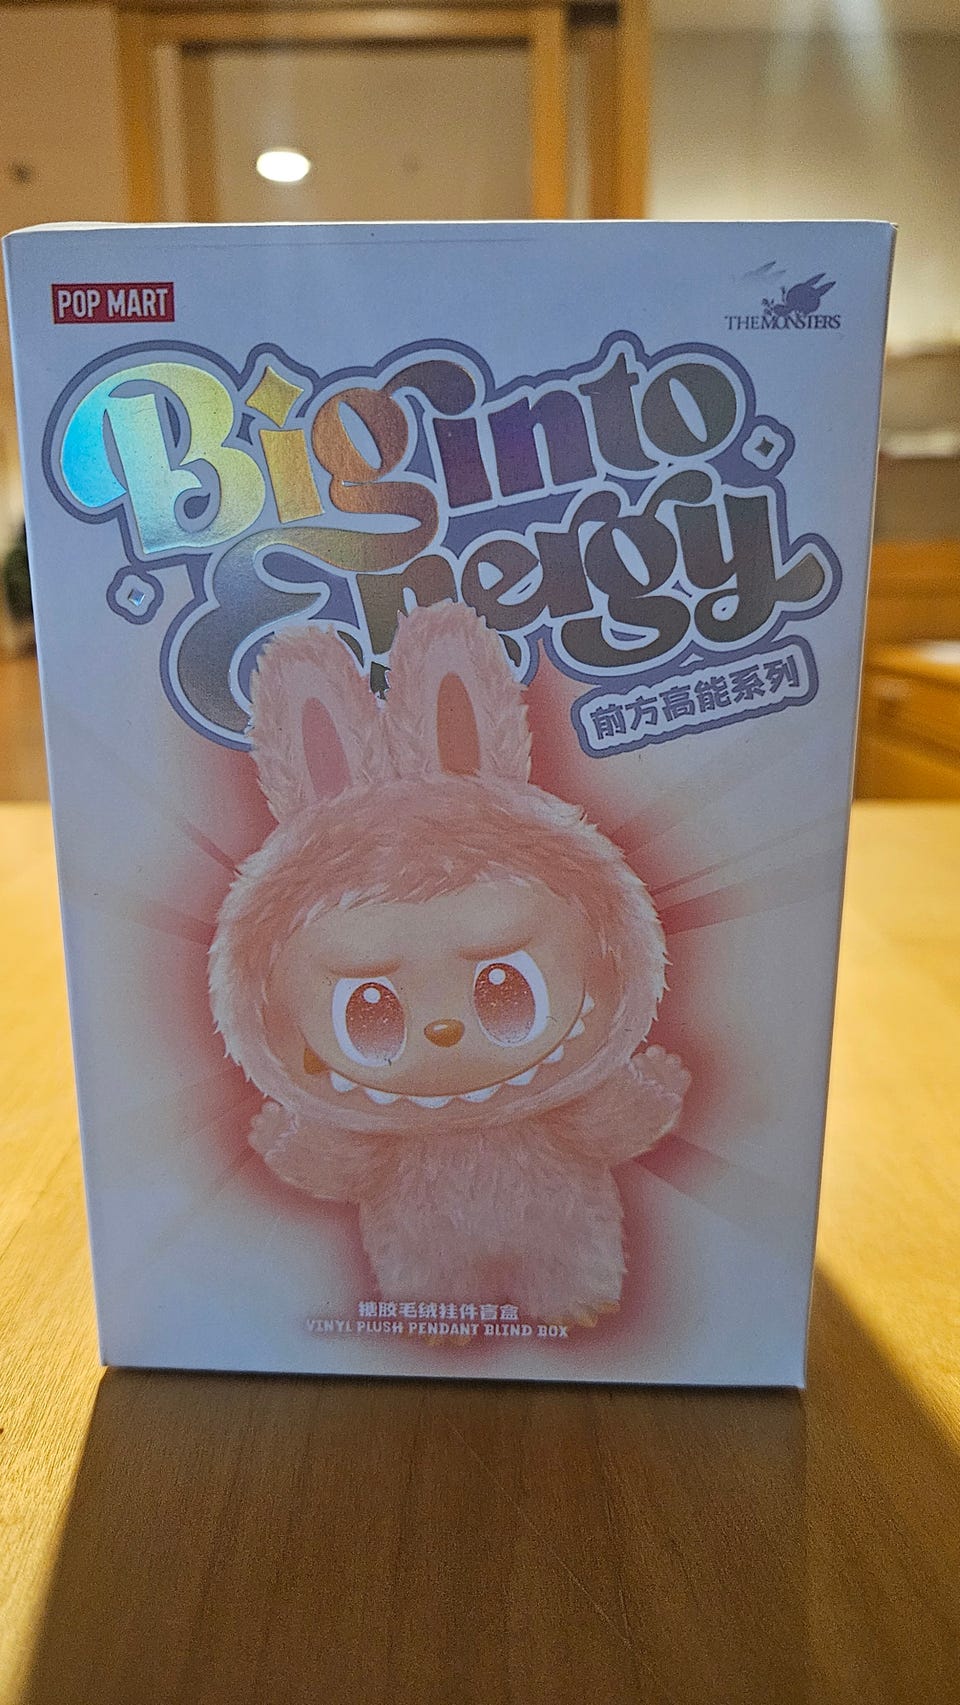 POP MART
THE MONSTERS
Big into
Energy
前方高能系列
搪胶毛绒挂件盲盒
VINYL PLUSH PENDANT BLIND BOX